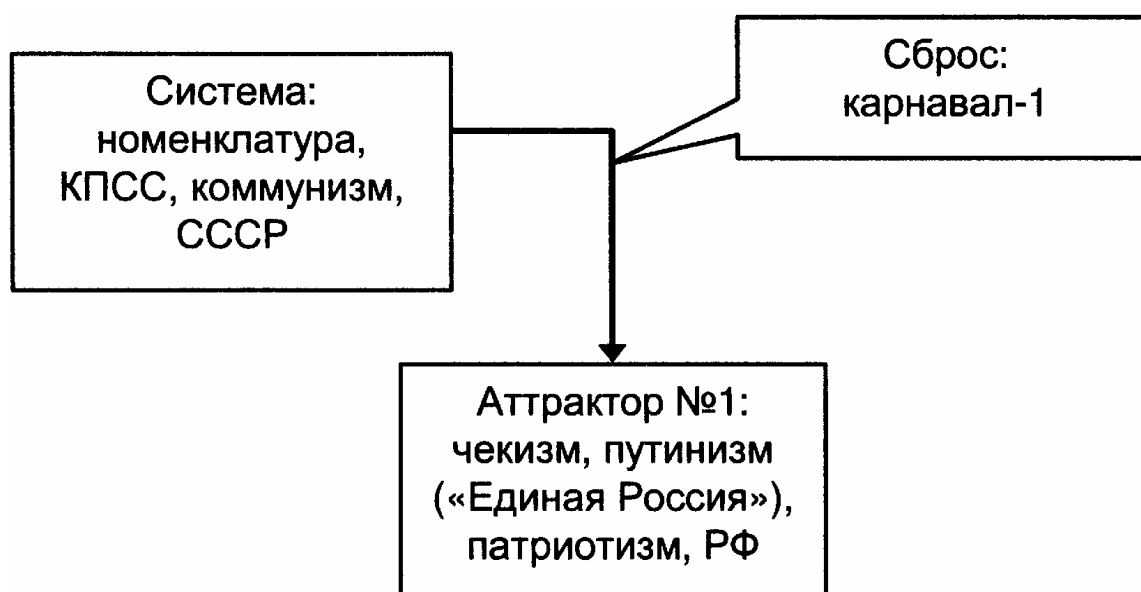 Система:
номенклатура,
КПСС, коммунизм,
СССР
Сброс:
карнавал-1
Аттрактор №1:
чекизм, путинизм
(«Единая Россия»),
патриотизм, РФ